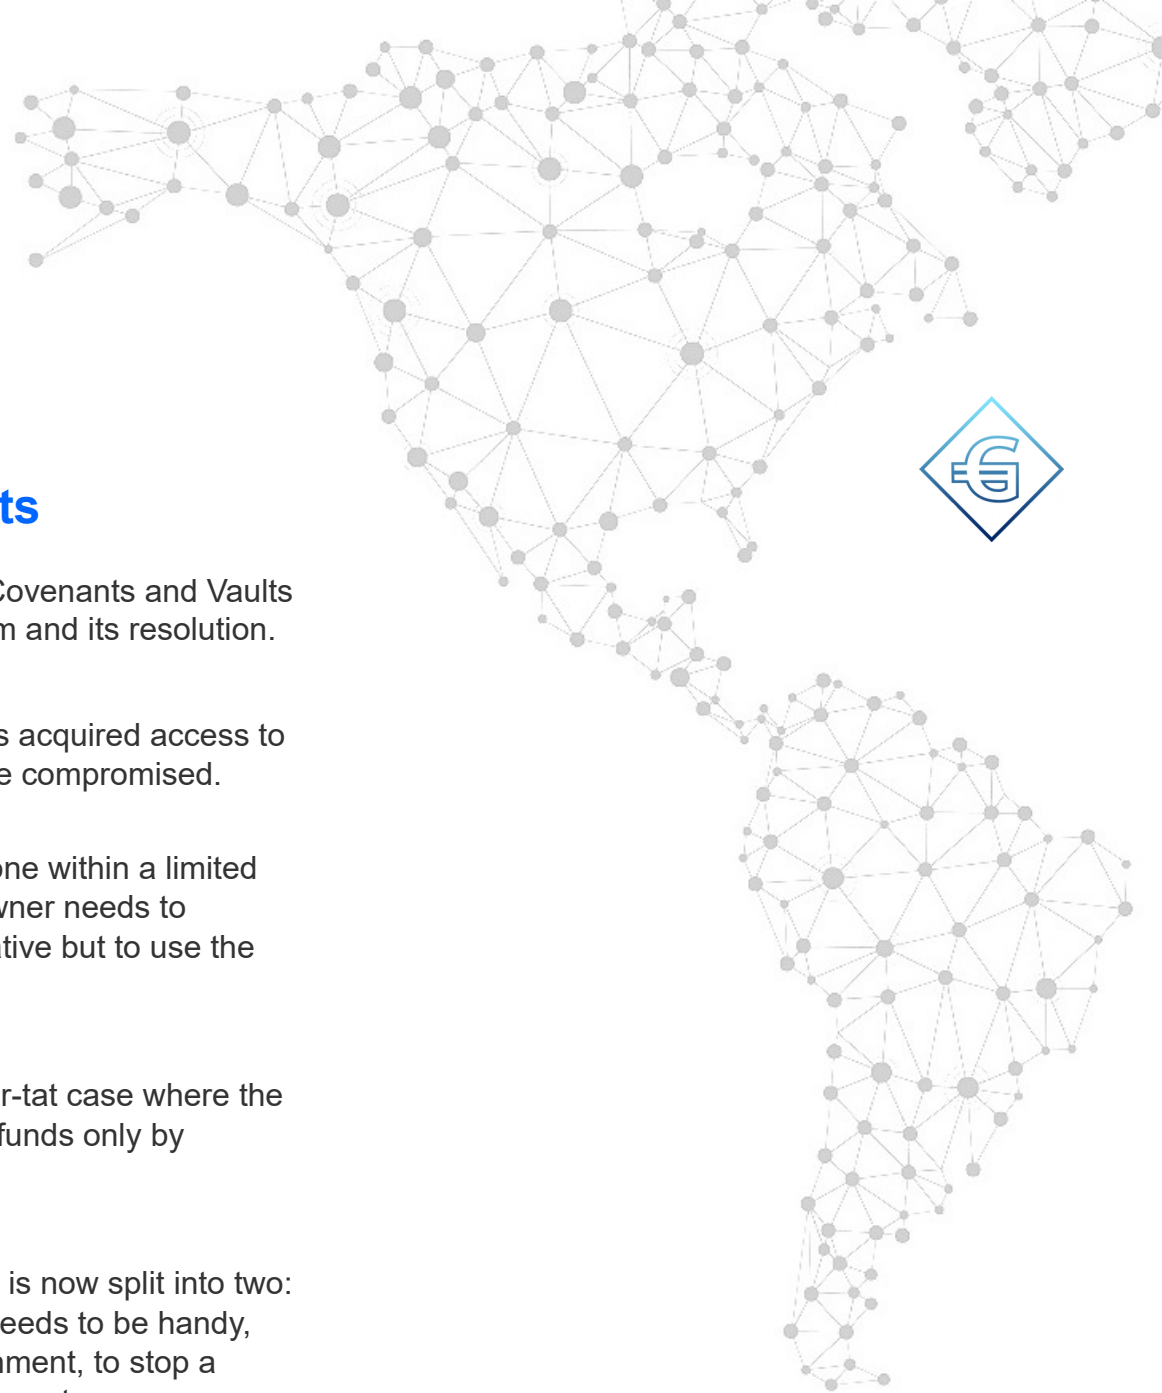 ts
Covenants and Vaults
m and its resolution.
s acquired access to
e compromised.
one within a limited
wner needs to
ative but to use the
r-tat case where the
funds only by
is now split into two:
eeds to be handy,
nment, to stop a